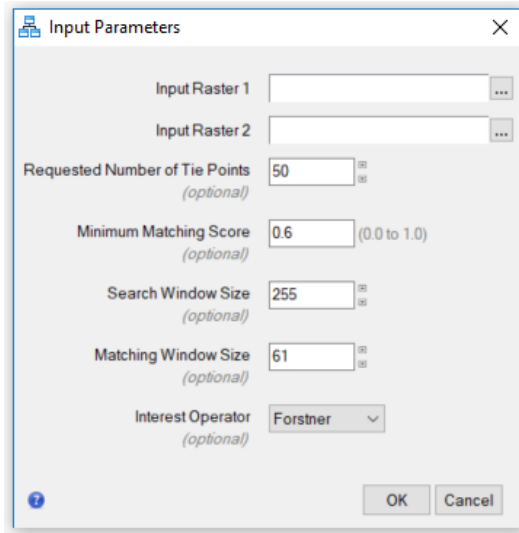 Input Parameters
Input Raster 1 ...
Input Raster 2 ...
Requested Number of Tie Points 50
(optional)
Minimum Matching Score 0.6 (0.0 to 1.0)
(optional)
Search Window Size 255
(optional)
Matching Window Size 61
(optional)
Interest Operator Forstner
(optional)
? OK Cancel